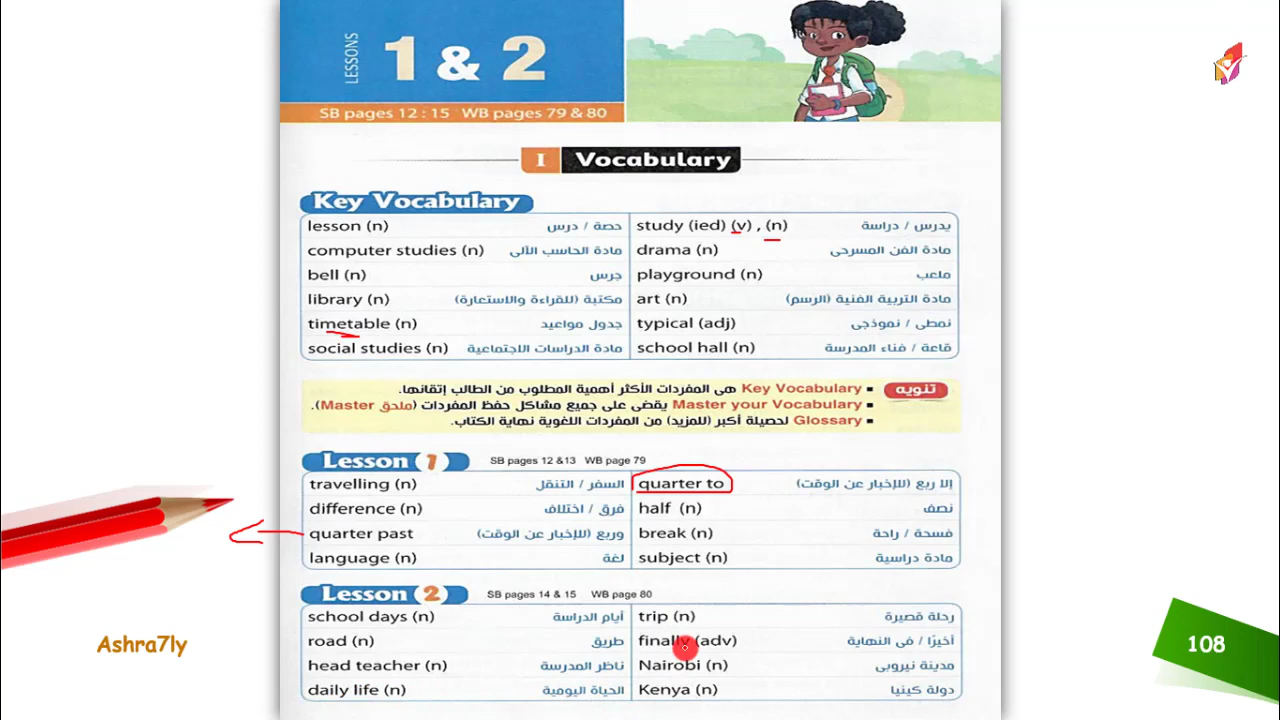 LESSONS
1 & 2
SB pages 12 : 15 WB pages 79 & 80
I Vocabulary
Key Vocabulary
lesson (n) حصة / درس
study (ied) (v) , (n) يدرس / دراسة
computer studies (n) مادة الحاسب الآلى
drama (n) مادة الفن المسرحى
bell (n) جرس
playground (n) ملعب
library (n) مكتبة (للقراءة والاستعارة)
art (n) مادة التربية الفنية (الرسم)
timetable (n) جدول مواعيد
typical (adj) نمطى / نموذجى
social studies (n) مادة الدراسات الاجتماعية
school hall (n) قاعة / فناء المدرسة
تنويه
▪ Key Vocabulary هى المفردات الأكثر أهمية المطلوب من الطالب إتقانها.
▪ Master your Vocabulary يقضى على جميع مشاكل حفظ المفردات (ملحق Master).
▪ Glossary لحصيلة أكبر (للمزيد) من المفردات اللغوية نهاية الكتاب.
Lesson (1) SB pages 12 &13 WB page 79
travelling (n) السفر / التنقل
quarter to إلا ربع (للإخبار عن الوقت)
difference (n) فرق / اختلاف
half (n) نصف
quarter past وربع (للإخبار عن الوقت)
break (n) فسحة / راحة
language (n) لغة
subject (n) مادة دراسية
Lesson (2) SB pages 14 & 15 WB page 80
school days (n) أيام الدراسة
trip (n) رحلة قصيرة
road (n) طريق
finally (adv) أخيرًا / فى النهاية
head teacher (n) ناظر المدرسة
Nairobi (n) مدينة نيروبى
daily life (n) الحياة اليومية
Kenya (n) دولة كينيا
Ashra7ly
108